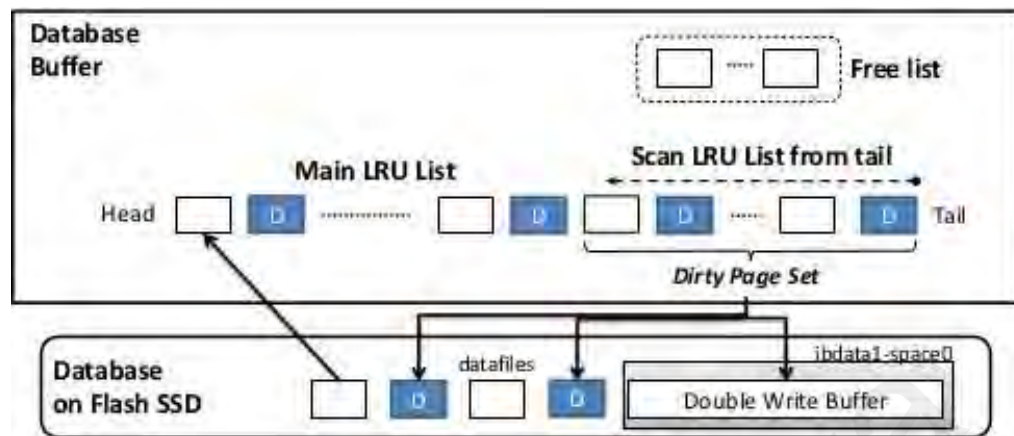 Database
Buffer
Free list
Main LRU List
Scan LRU List from tail
Head
D
D
D
D
Tail
Dirty Page Set
Database
on Flash SSD
datafiles
ibdata1-space0
D
D
Double Write Buffer